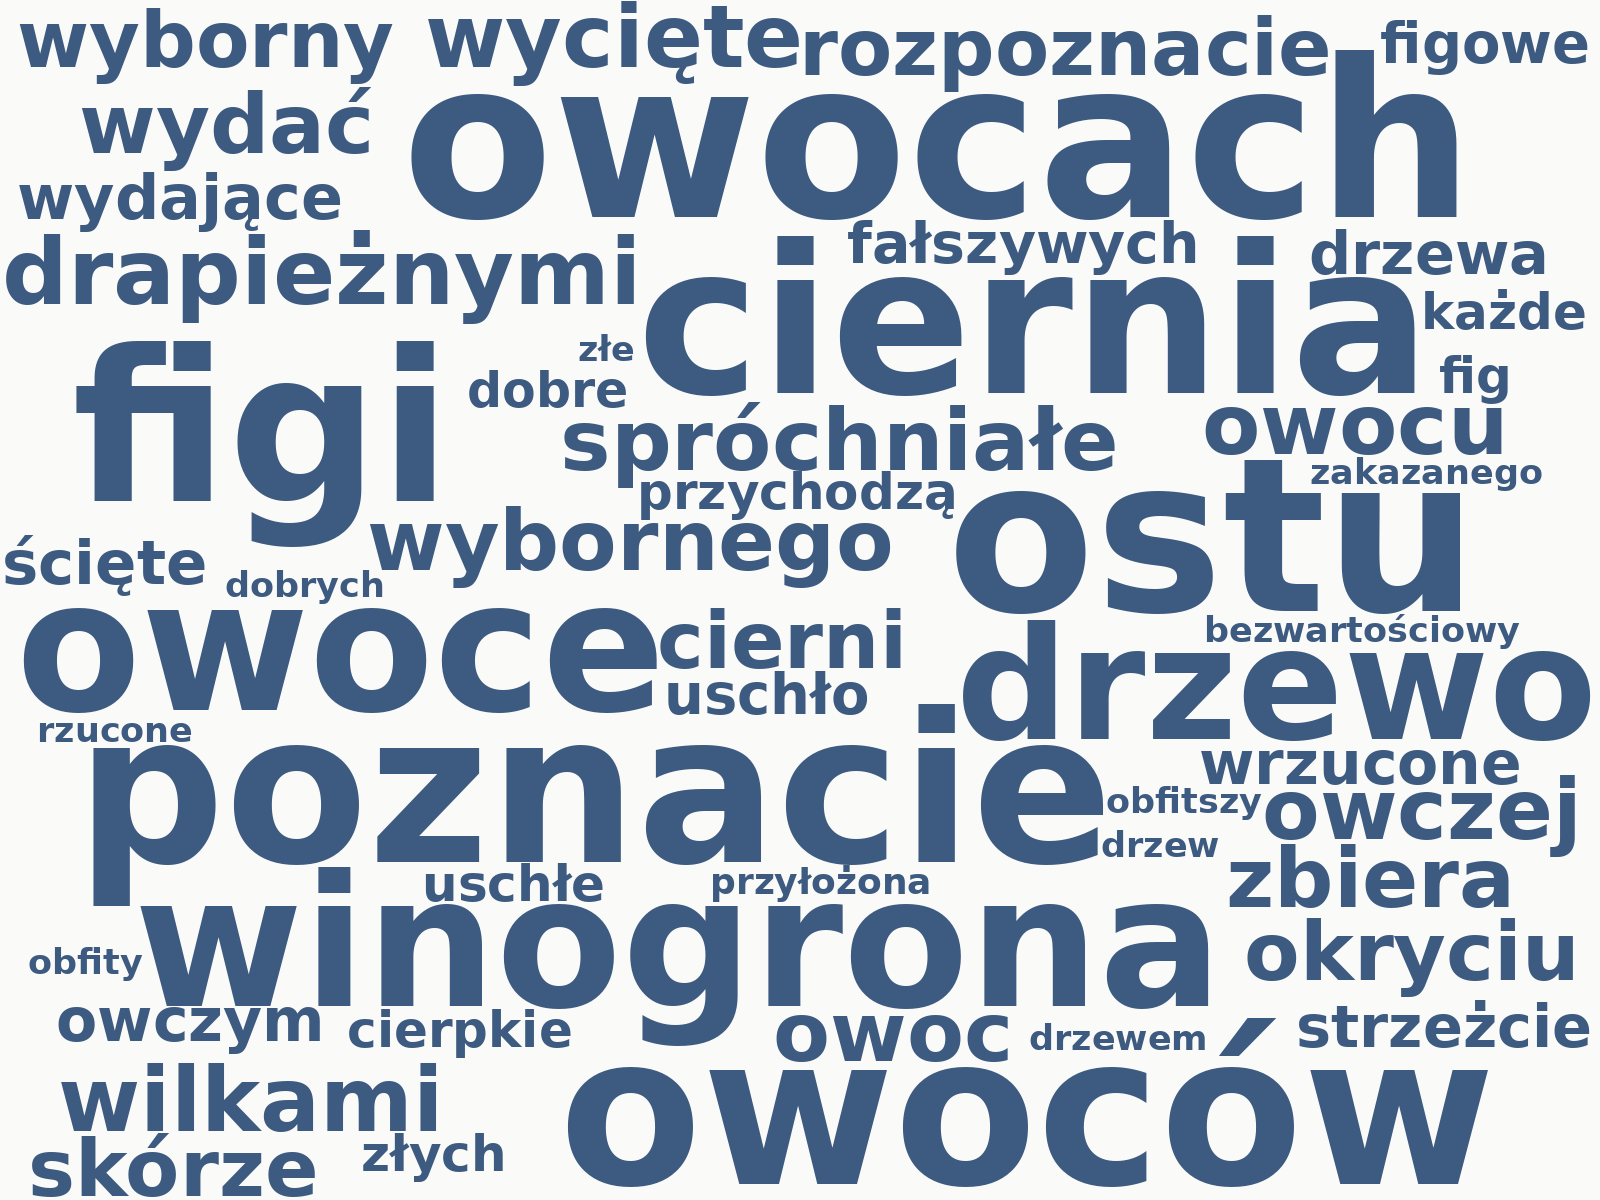 wyborny
wycięte
rozpoznacie
figowe
wydać
owocach
wydające
drapieżnymi
fałszywych
drzewa
ciernia
każde
złe
figi
dobre
fig
spróchniałe
owocu
zakazanego
przychodzą
ostu
wybornego
ścięte
dobrych
owoce
cierni
bezwartościowy
uschło
drzewo
rzucone
poznacie
wrzucone
obfitszy
owczej
drzew
uschłe
przyłożona
zbiera
winogrona
obfity
okryciu
owczym
cierpkie
owoc
drzewem
strzeżcie
wilkami
owoców
złych
skórze